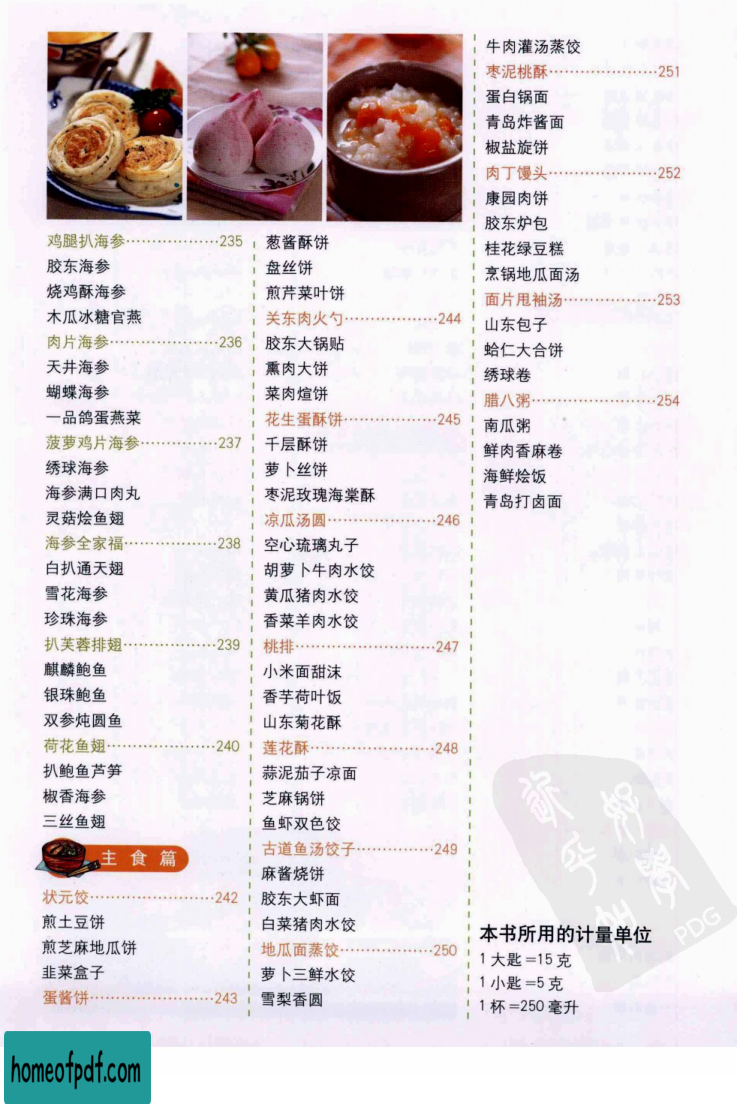 鸡腿扒海参··················235
胶东海参
烧鸡酥海参
木瓜冰糖官燕
肉片海参·····················236
天井海参
蝴蝶海参
一品鸽蛋燕菜
菠萝鸡片海参···············237
绣球海参
海参满口肉丸
灵菇烩鱼翅
海参全家福··················238
白扒通天翅
雪花海参
珍珠海参
扒芙蓉排翅··················239
麒麟鲍鱼
银珠鲍鱼
双参炖圆鱼
荷花鱼翅·····················240
扒鲍鱼芦笋
椒香海参
三丝鱼翅
主食篇
状元饺························242
煎土豆饼
煎芝麻地瓜饼
韭菜盒子
蛋酱饼························243
葱酱酥饼
盘丝饼
煎芹菜叶饼
关东肉火勺··················244
胶东大锅贴
熏肉大饼
菜肉煊饼
花生蛋酥饼··················245
千层酥饼
萝卜丝饼
枣泥玫瑰海棠酥
凉瓜汤圆·····················246
空心琉璃丸子
胡萝卜牛肉水饺
黄瓜猪肉水饺
香菜羊肉水饺
桃排···························247
小米面甜沫
香芋荷叶饭
山东菊花酥
莲花酥························248
蒜泥茄子凉面
芝麻锅饼
鱼虾双色饺
古道鱼汤饺子···············249
麻酱烧饼
胶东大虾面
白菜猪肉水饺
地瓜面蒸饺··················250
萝卜三鲜水饺
雪梨香圆
牛肉灌汤蒸饺
枣泥桃酥·····················251
蛋白锅面
青岛炸酱面
椒盐旋饼
肉丁馒头·····················252
康园肉饼
胶东炉包
桂花绿豆糕
烹锅地瓜面汤
面片甩袖汤··················253
山东包子
蛤仁大合饼
绣球卷
腊八粥························254
南瓜粥
鲜肉香麻卷
海鲜烩饭
青岛打卤面
本书所用的计量单位
1大匙=15克
1小匙=5克
1杯=250毫升
PDG
homeofpdf.com